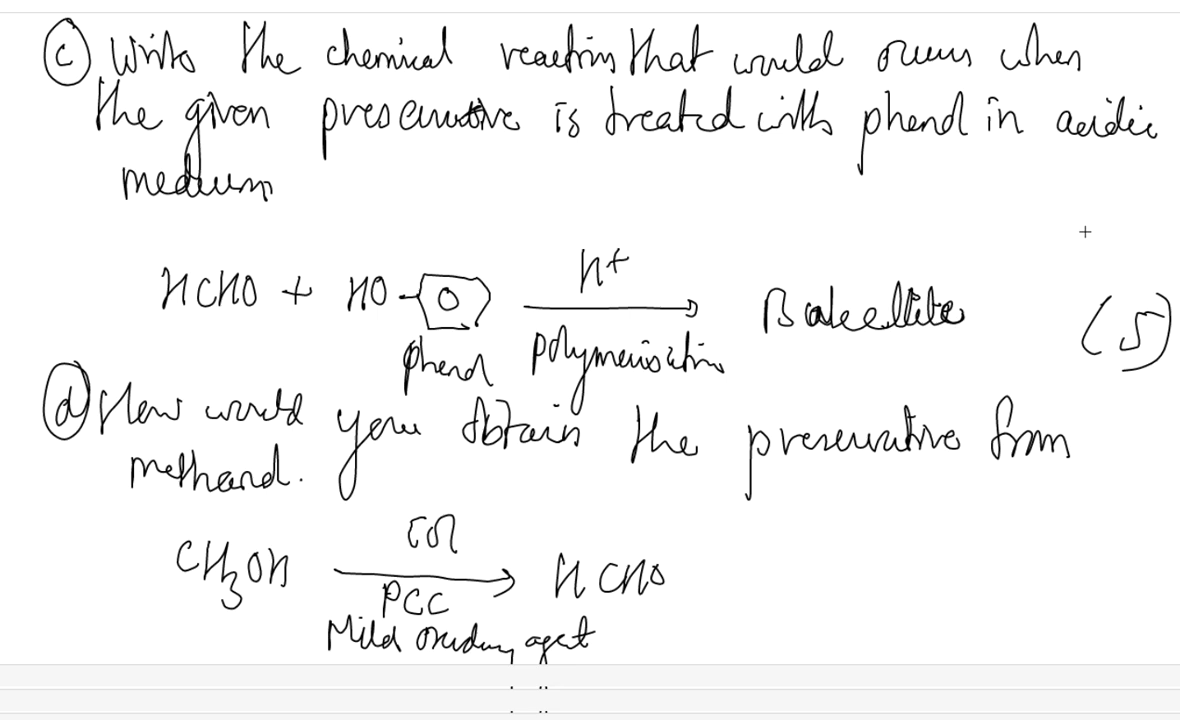 (c) Write the chemical reaction that would occur when
the given preservative is treated with phenol in acidic
medium
HCHO + HO- H+ Bakellite (5)
phenol polymerisation
(d) How would you obtain the preservative from
methanol.
CH3OH [O] HCHO
PCC
Mild oxidising agent